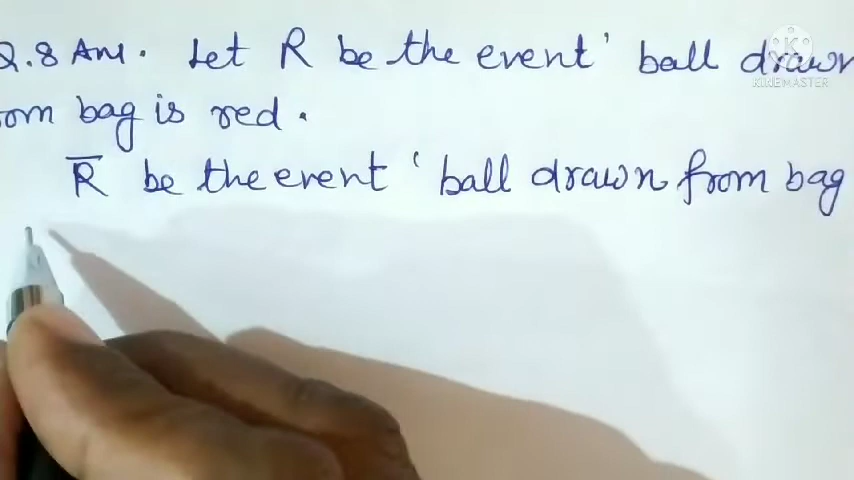 Q.8 Ans. Let R be the event ' ball drawn
from bag is red.
R̅ be the event ' ball drawn from bag
KINEMASTER